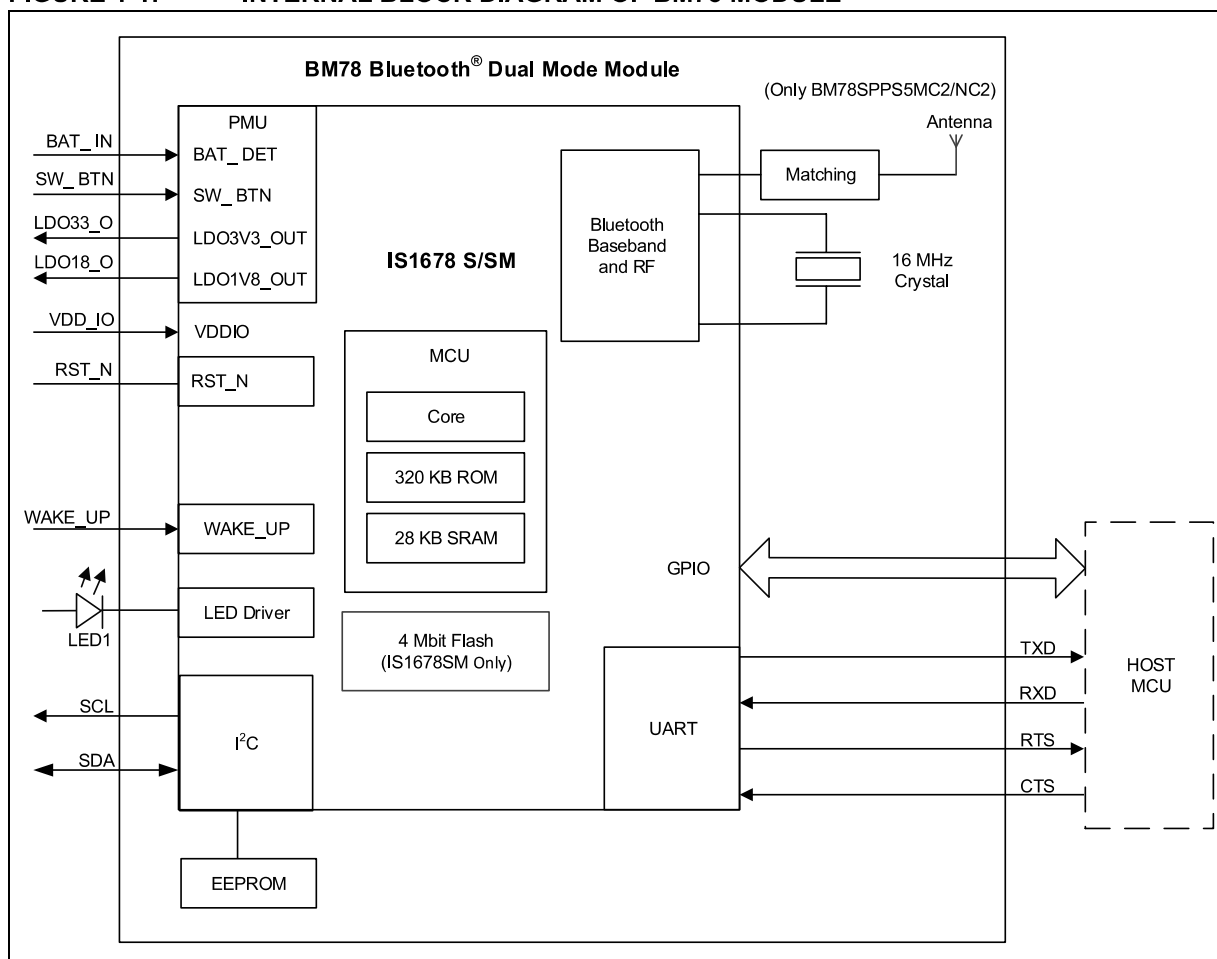 BM78 Bluetooth® Dual Mode Module
(Only BM78SPPS5MC2/NC2)
Antenna
PMU
BAT_IN
BAT_DET
SW_BTN
SW_BTN
LDO33_O
LDO3V3_OUT
LDO18_O
LDO1V8_OUT
VDD_IO
VDDIO
RST_N
RST_N
IS1678 S/SM
Bluetooth
Baseband
and RF
Matching
16 MHz
Crystal
MCU
Core
320 KB ROM
28 KB SRAM
WAKE_UP
WAKE_UP
LED1
LED Driver
4 Mbit Flash
(IS1678SM Only)
GPIO
SCL
SDA
I²C
EEPROM
UART
TXD
RXD
RTS
CTS
HOST
MCU